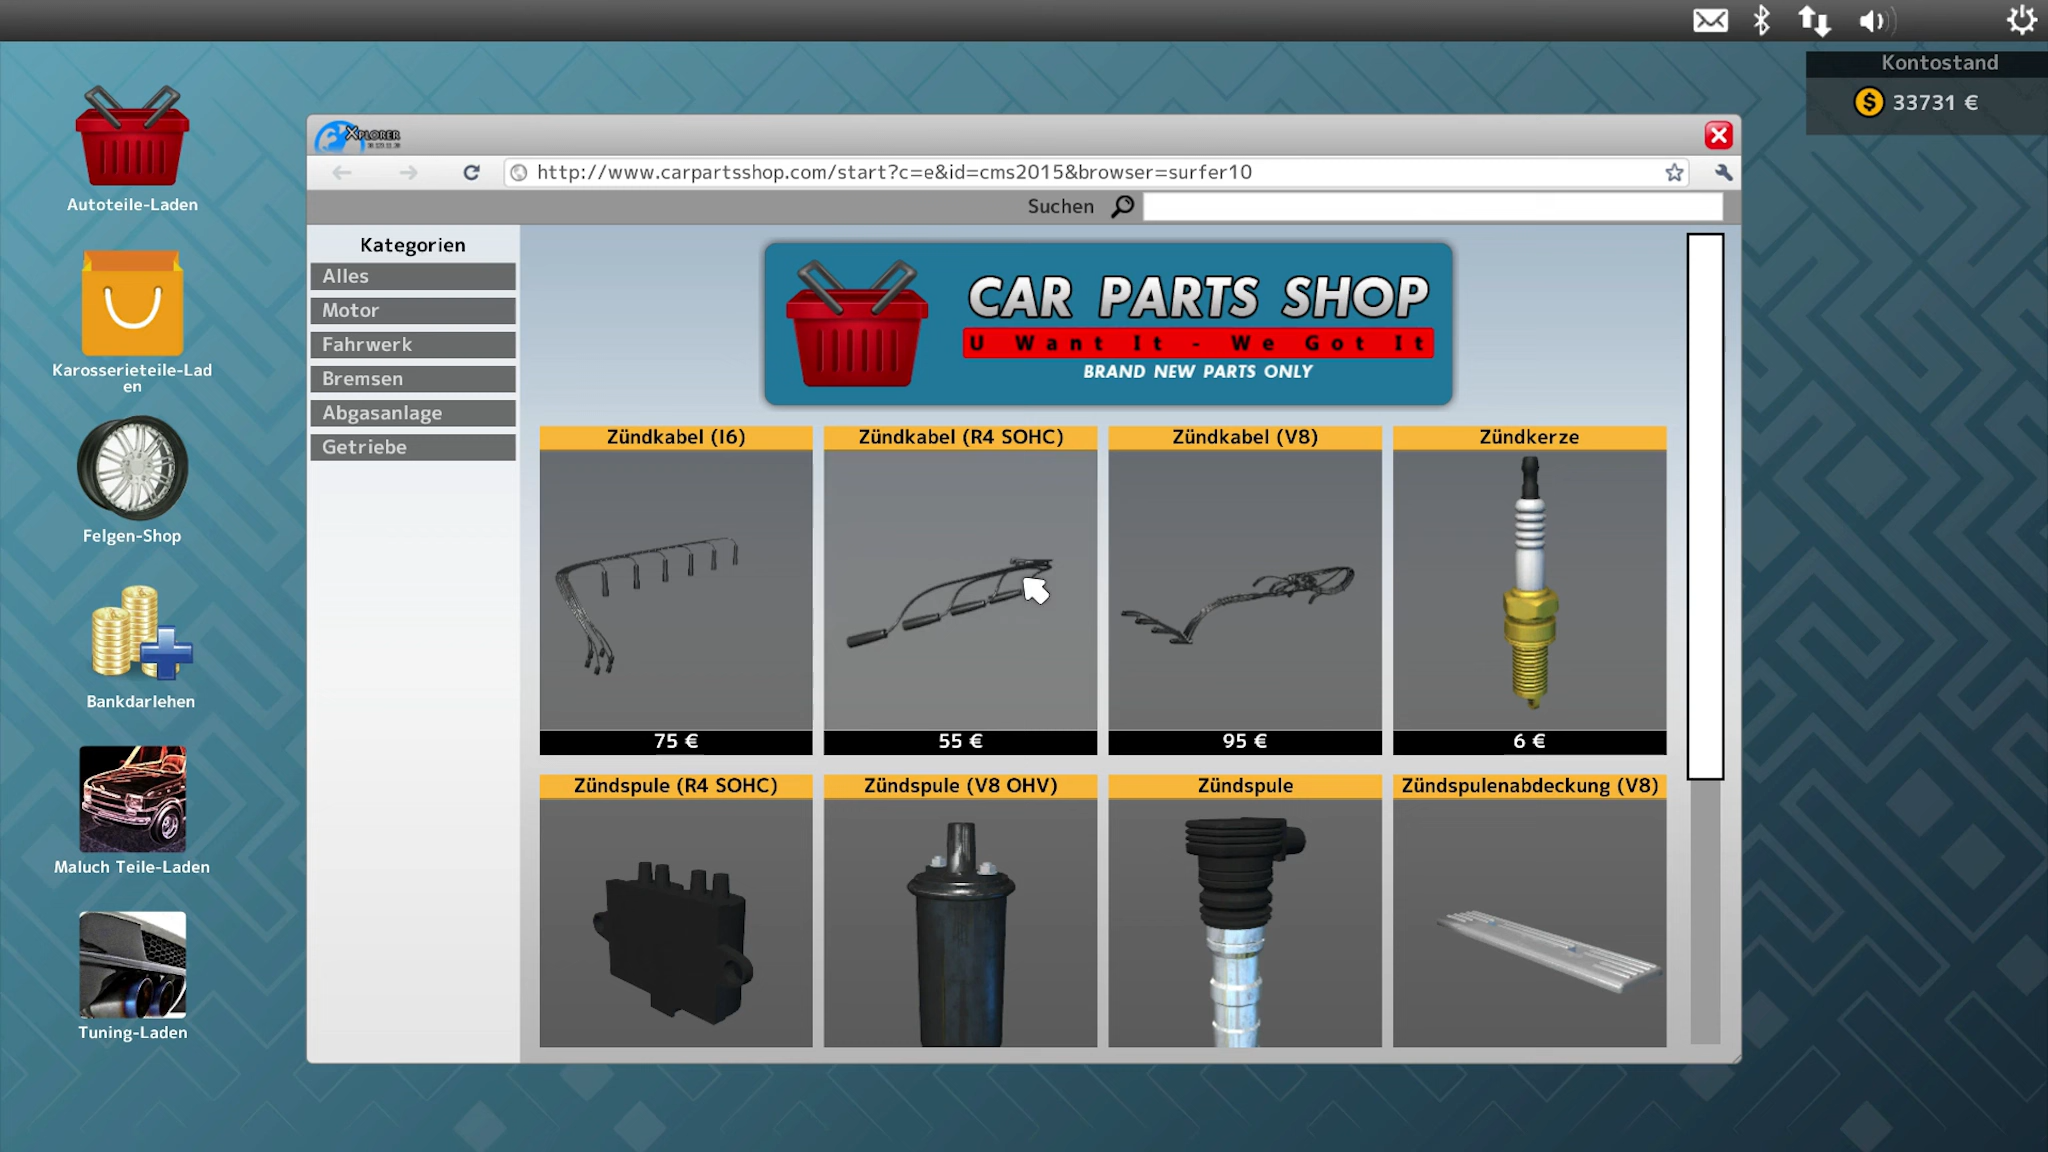 Kontostand
33731 €
Autoteile-Laden
Karosserieteile-Lad
en
Felgen-Shop
Bankdarlehen
Maluch Teile-Laden
Tuning-Laden
XPLORER
http://www.carpartsshop.com/start?c=e&id=cms2015&browser=surfer10
Suchen
Kategorien
Alles
Motor
Fahrwerk
Bremsen
Abgasanlage
Getriebe
CAR PARTS SHOP
U Want It - We Got It
BRAND NEW PARTS ONLY
Zündkabel (I6)
75 €
Zündkabel (R4 SOHC)
55 €
Zündkabel (V8)
95 €
Zündkerze
6 €
Zündspule (R4 SOHC)
Zündspule (V8 OHV)
Zündspule
Zündspulenabdeckung (V8)